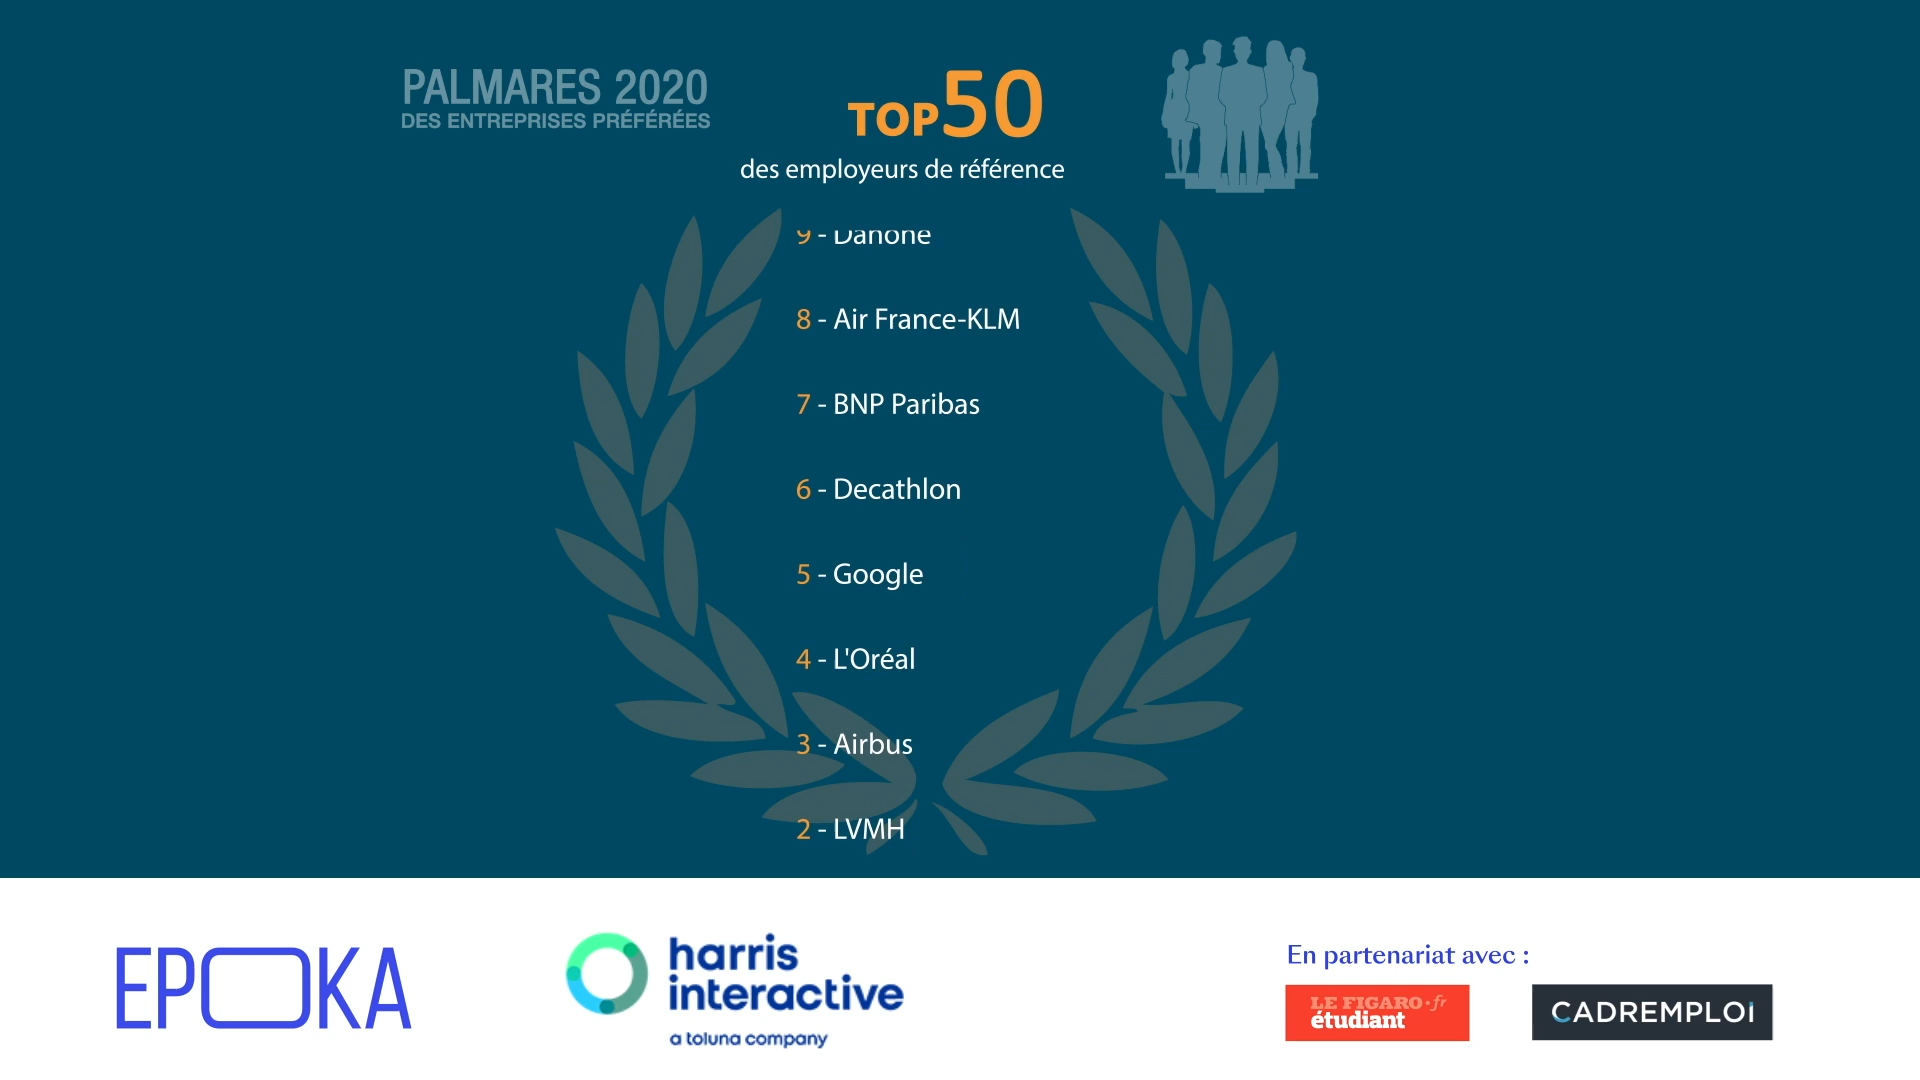 PALMARES 2020
DES ENTREPRISES PRÉFÉRÉES
TOP50
des employeurs de référence
9 - Danone
8 - Air France-KLM
7 - BNP Paribas
6 - Decathlon
5 - Google
4 - L'Oréal
3 - Airbus
2 - LVMH
EPOKA
harris
interactive
a toluna company
En partenariat avec :
LE FIGARO·fr
étudiant
CADREMPLOI